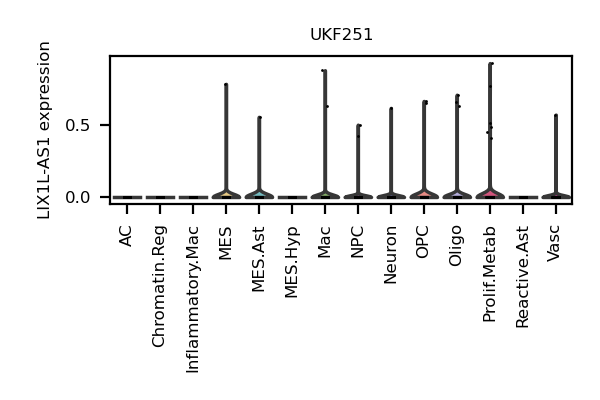 UKF251
LIX1L-AS1 expression
0.5
0.0
AC
Chromatin.Reg
Inflammatory.Mac
MES
MES.Ast
MES.Hyp
Mac
NPC
Neuron
OPC
Oligo
Prolif.Metab
Reactive.Ast
Vasc